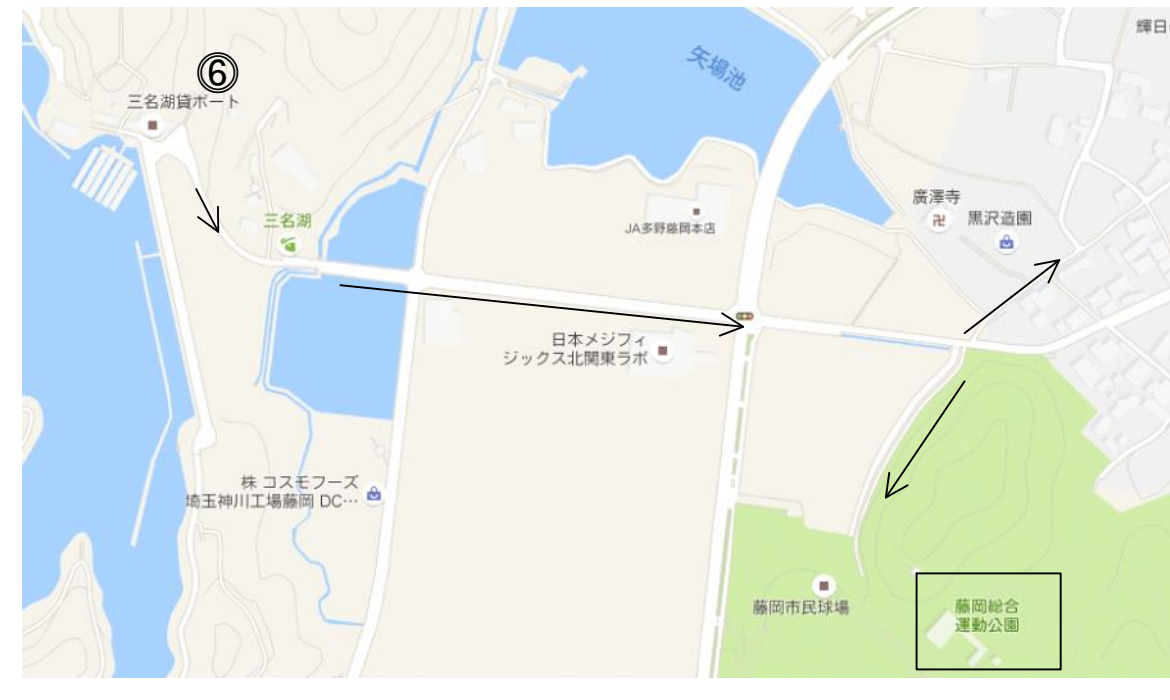 輝日
⑥
矢場池
三名湖貸ボート
廣澤寺
卍
黒沢造園
三名湖
JA多野藤岡本店
日本メジフィ
ジックス北関東ラボ
株 コスモフーズ
埼玉神川工場藤岡 DC…
藤岡市民球場
藤岡総合
運動公園